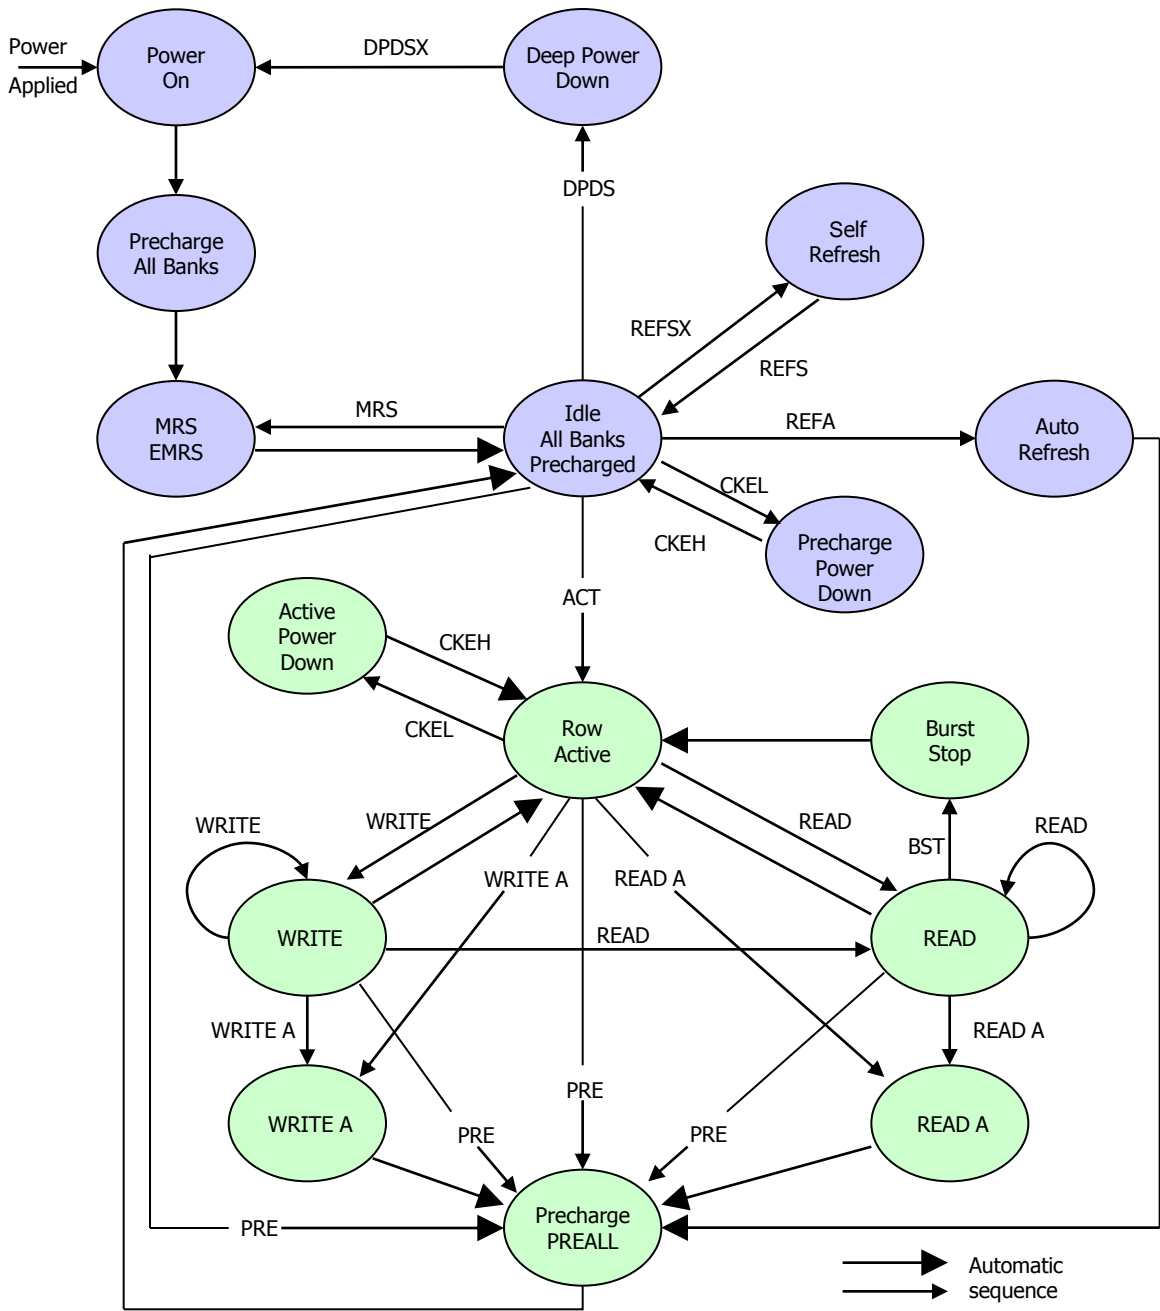 Power
Applied
Power
On
DPDSX
Deep Power
Down
DPDS
Precharge
All Banks
Self
Refresh
REFSX
REFS
MRS
EMRS
MRS
Idle
All Banks
Precharged
REFA
Auto
Refresh
CKEL
CKEH
Precharge
Power
Down
ACT
Active
Power
Down
CKEH
CKEL
Row
Active
Burst
Stop
WRITE
WRITE
READ
BST
READ
WRITE A
READ A
WRITE
READ
READ
WRITE A
READ A
WRITE A
PRE
PRE
PRE
READ A
PRE
Precharge
PREALL
Automatic
sequence